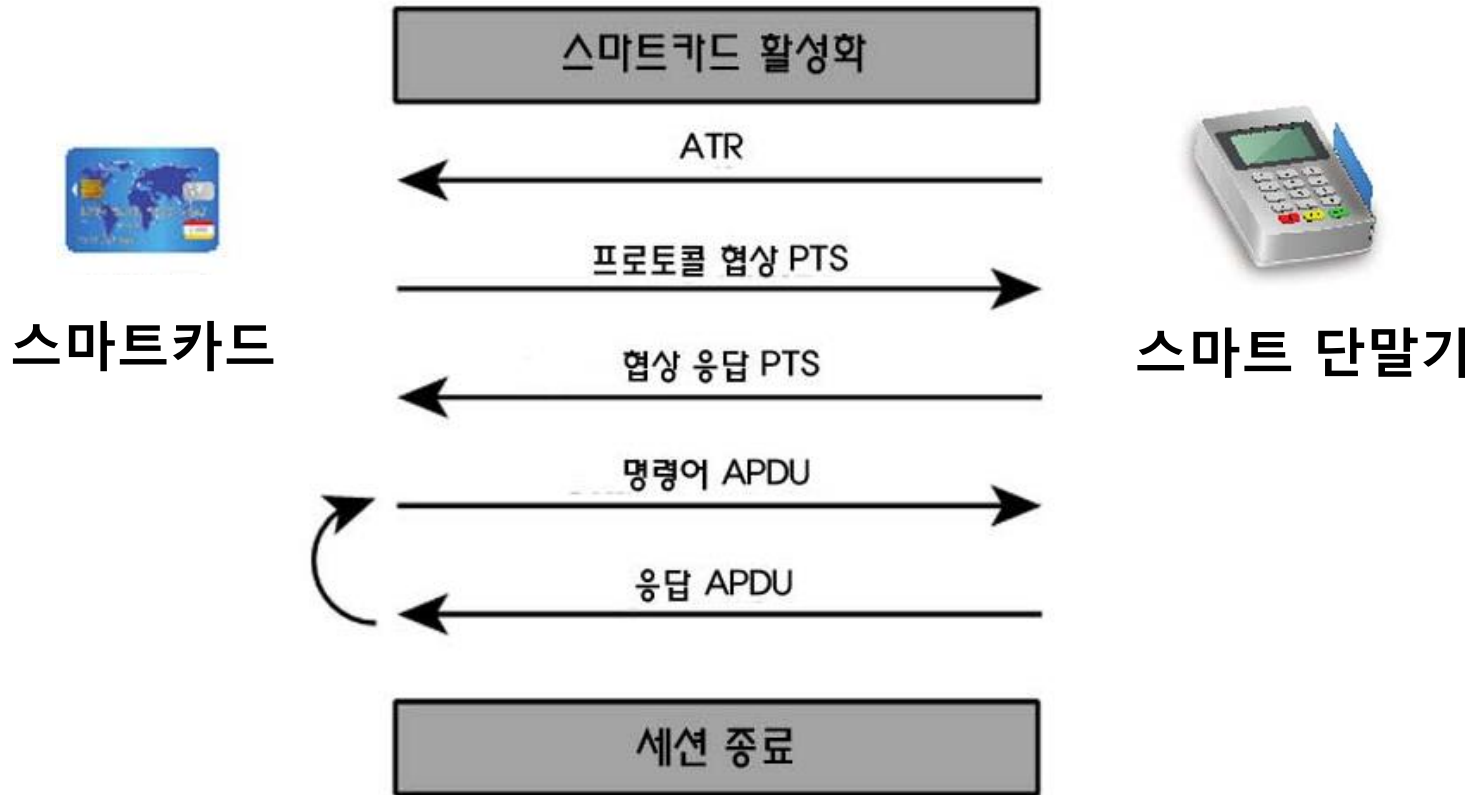 스마트카드 활성화
ATR
프로토콜 협상 PTS
스마트카드
스마트 단말기
협상 응답 PTS
명령어 APDU
응답 APDU
세션 종료